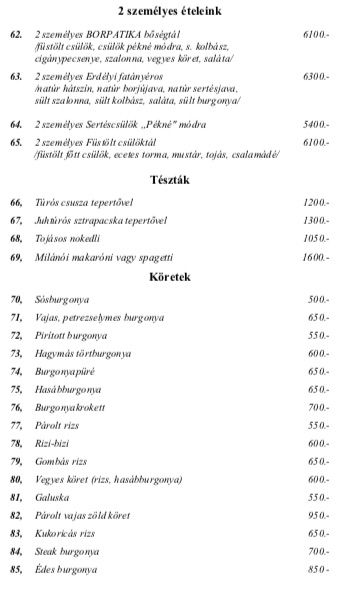 2 személyes ételeink
62. 2 személyes BORPATIKA bőségtál 6100.-
/füstölt csülök, csülök pékné módra, s. kolbász,
cigánypecsenye, szalonna, vegyes köret, saláta/
63. 2 személyes Erdélyi fatányéros 6300.-
/natúr hátszín, natúr borjújava, natúr sertésjava,
sült szalonna, sült kolbász, saláta, sült burgonya/
64. 2 személyes Sertéscsülök „Pékné" módra 5400.-
65. 2 személyes Füstölt csülöktál 6100.-
/füstölt főtt csülök, ecetes torma, mustár, tojás, csalamádé/
Tészták
66, Túrós csusza tepertővel 1200.-
67, Juhtúrós sztrapacska tepertővel 1300.-
68, Tojásos nokedli 1050.-
69, Milánói makaróni vagy spagetti 1600.-
Köretek
70, Sósburgonya 500.-
71, Vajas, petrezselymes burgonya 650.-
72, Pirított burgonya 550.-
73, Hagymás törtburgonya 600.-
74, Burgonyapüré 650.-
75, Hasábburgonya 650.-
76, Burgonyakrokett 700.-
77, Párolt rizs 550.-
78, Rizi-bizi 600.-
79, Gombás rizs 650.-
80, Vegyes köret (rizs, hasábburgonya) 600.-
81, Galuska 550.-
82, Párolt vajas zöld köret 950.-
83, Kukoricás rizs 650.-
84, Steak burgonya 700.-
85, Édes burgonya 850-